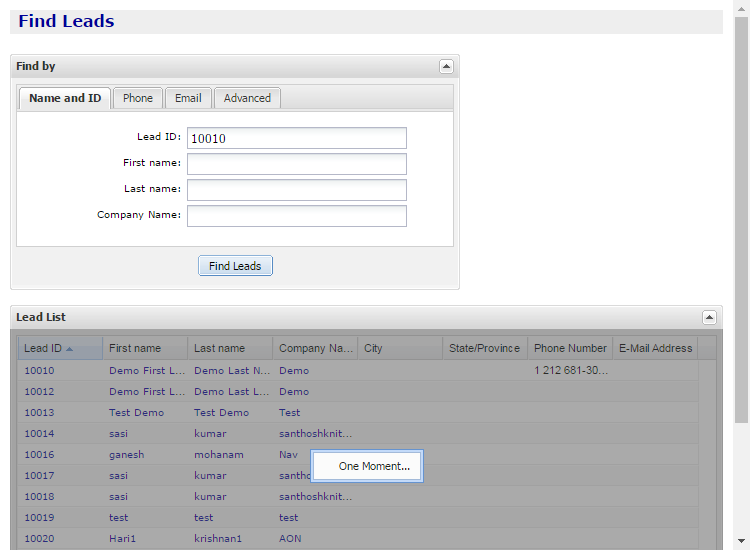 Find Leads
Find by
Name and ID Phone Email Advanced
Lead ID: 10010
First name:
Last name:
Company Name:
Find Leads
Lead List
Lead ID First name Last name Company Na... City State/Province Phone Number E-Mail Address
10010 Demo First L... Demo Last N... Demo 1 212 681-30...
10012 Demo First L... Demo Last L... Demo
10013 Test Demo Test Demo Test
10014 sasi kumar santhoshknit...
10016 ganesh mohanam Nav
One Moment...
10017 sasi kumar
10018 sasi kumar santhoshknit...
10019 test test test
10020 Hari1 krishnan1 AON